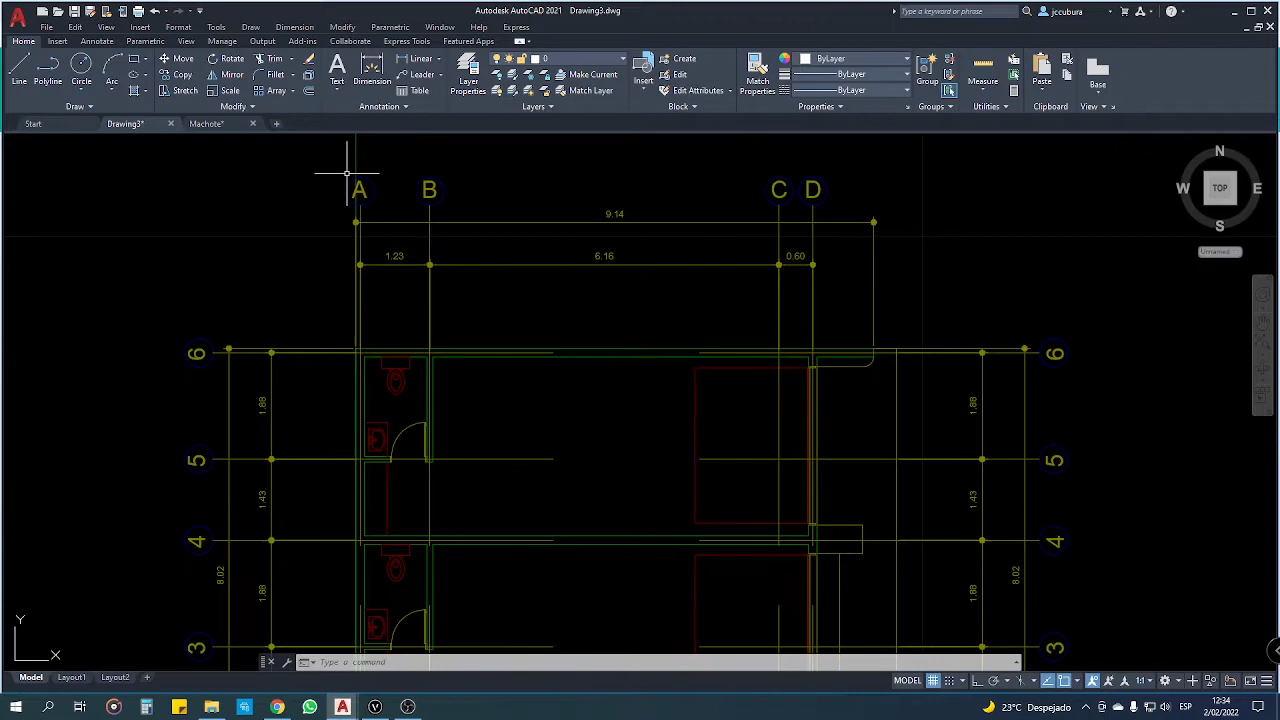 Autodesk AutoCAD 2021 Drawing3.dwg
Type a keyword or phrase
jccubura
File Edit View Insert Format Tools Draw Dimension Modify Parametric Window Help Express
Home Insert Annotate Parametric View Manage Output Add-ins Collaborate Express Tools Featured Apps
Line Polyline Circle Arc
Move Rotate Trim
Copy Mirror Fillet
Stretch Scale Array
Text Dimension
Linear
Leader
Table
Layer Properties
0
Make Current
Match Layer
Insert
Create
Edit
Edit Attributes
Match Properties
ByLayer
ByLayer
ByLayer
Group
Measure
Paste
Base
Draw Modify Annotation Layers Block Properties Groups Utilities Clipboard View
Start Drawing3* Machote*
N
W TOP E
S
Unnamed
A B C D
9.14
1.23 6.16 0.60
6 6
1.88 1.88
5 5
1.43 1.43
4 4
8.02 8.02
1.88 1.88
3 3
Y
X
Type a command
Model Layout1 Layout2
MODEL 1:1
23°C Despejado ESP 12:34
2/02/2022